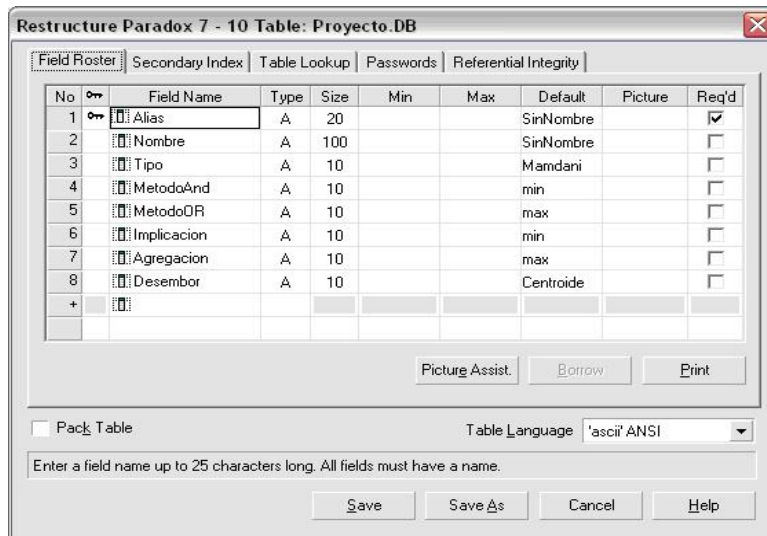 Restructure Paradox 7 - 10 Table: Proyecto.DB
Field Roster Secondary Index Table Lookup Passwords Referential Integrity
No Field Name Type Size Min Max Default Picture Req'd
1 Alias A 20 SinNombre
2 Nombre A 100 SinNombre
3 Tipo A 10 Mamdani
4 MetodoAnd A 10 min
5 MetodoOR A 10 max
6 Implicacion A 10 min
7 Agregacion A 10 max
8 Desembor A 10 Centroide
+
Picture Assist. Borrow Print
Pack Table Table Language 'ascii' ANSI
Enter a field name up to 25 characters long. All fields must have a name.
Save Save As Cancel Help